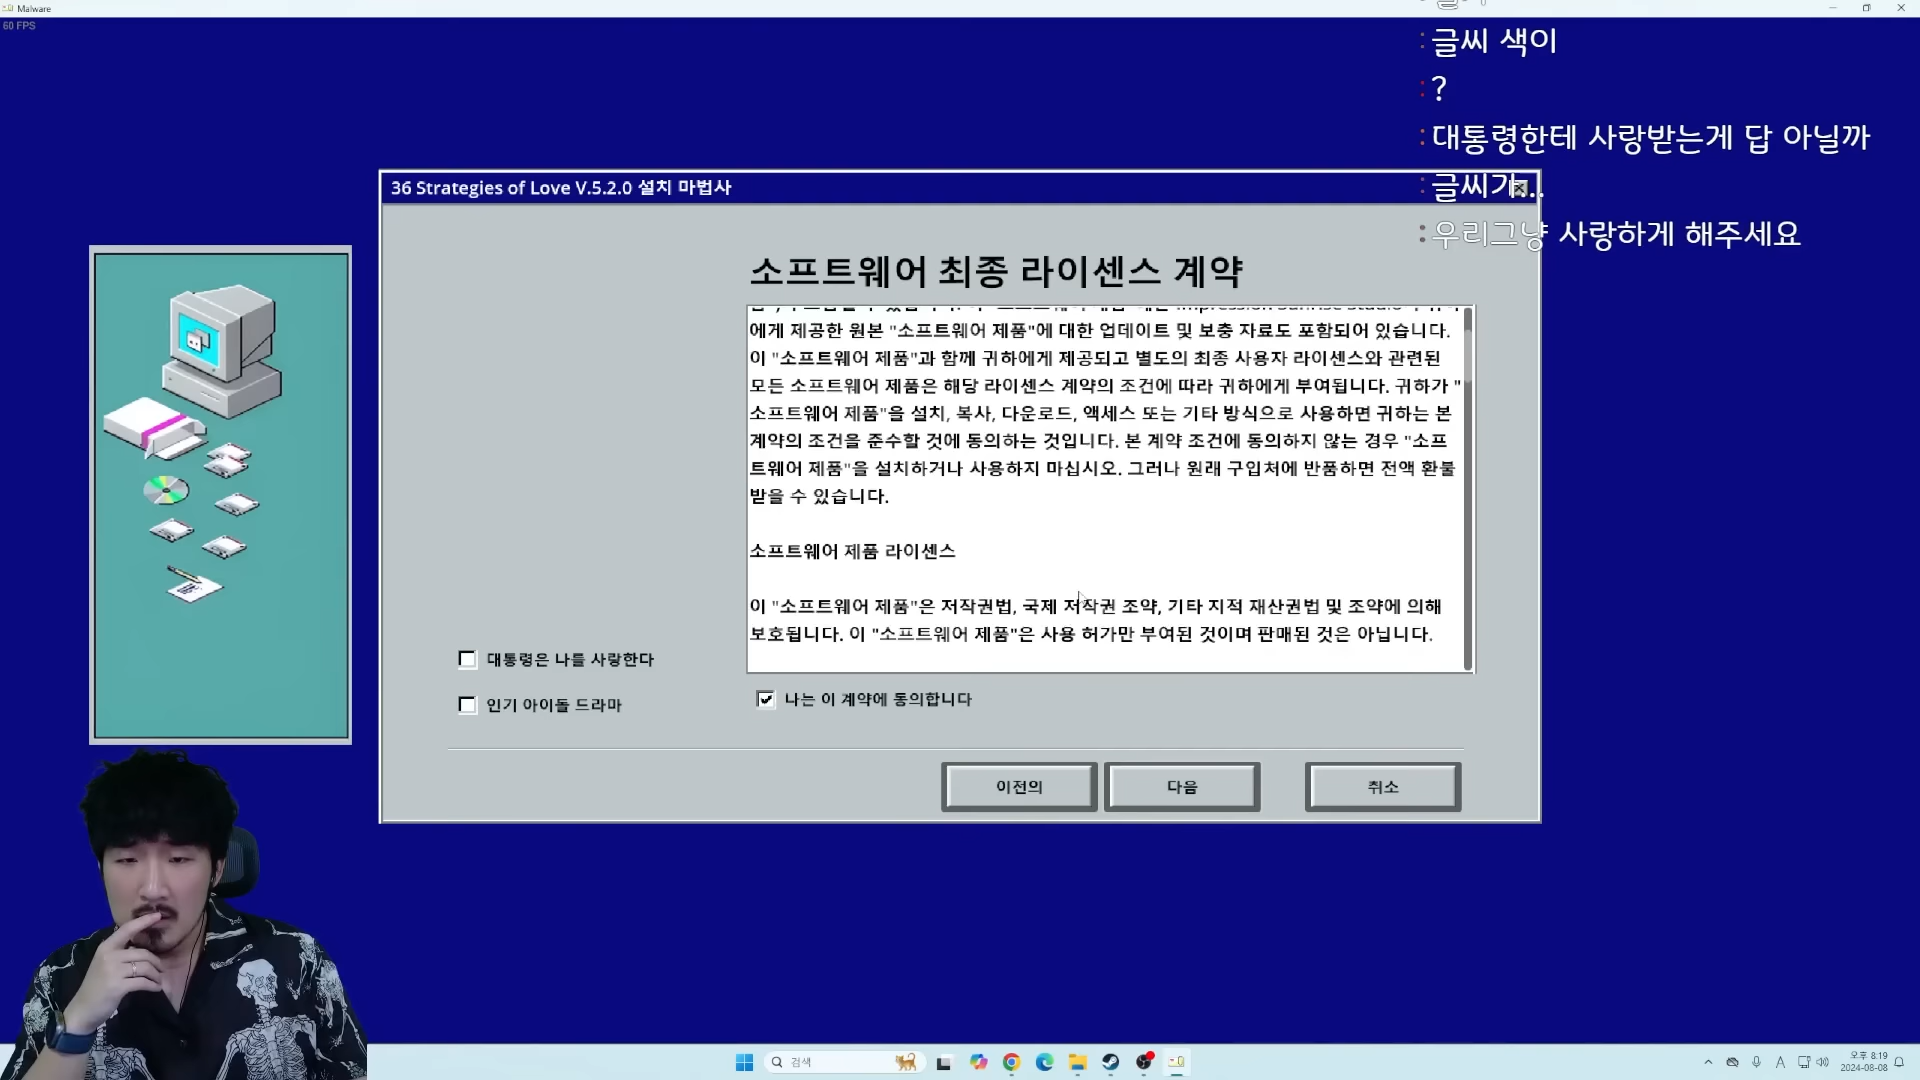 Malware
60 FPS
글씨 색이
?
대통령한테 사랑받는게 답 아닐까
글씨가...
우리그냥 사랑하게 해주세요
36 Strategies of Love V.5.2.0 설치 마법사
소프트웨어 최종 라이센스 계약
에게 제공한 원본 "소프트웨어 제품"에 대한 업데이트 및 보충 자료도 포함되어 있습니다.
이 "소프트웨어 제품"과 함께 귀하에게 제공되고 별도의 최종 사용자 라이센스와 관련된
모든 소프트웨어 제품은 해당 라이센스 계약의 조건에 따라 귀하에게 부여됩니다. 귀하가 "
소프트웨어 제품"을 설치, 복사, 다운로드, 액세스 또는 기타 방식으로 사용하면 귀하는 본
계약의 조건을 준수할 것에 동의하는 것입니다. 본 계약 조건에 동의하지 않는 경우 "소프
트웨어 제품"을 설치하거나 사용하지 마십시오. 그러나 원래 구입처에 반품하면 전액 환불
받을 수 있습니다.
소프트웨어 제품 라이센스
이 "소프트웨어 제품"은 저작권법, 국제 저작권 조약, 기타 지적 재산권법 및 조약에 의해
보호됩니다. 이 "소프트웨어 제품"은 사용 허가만 부여된 것이며 판매된 것은 아닙니다.
대통령은 나를 사랑한다
인기 아이돌 드라마
나는 이 계약에 동의합니다
이전의
다음
취소
검색
A
오후 8:19
2024-08-08